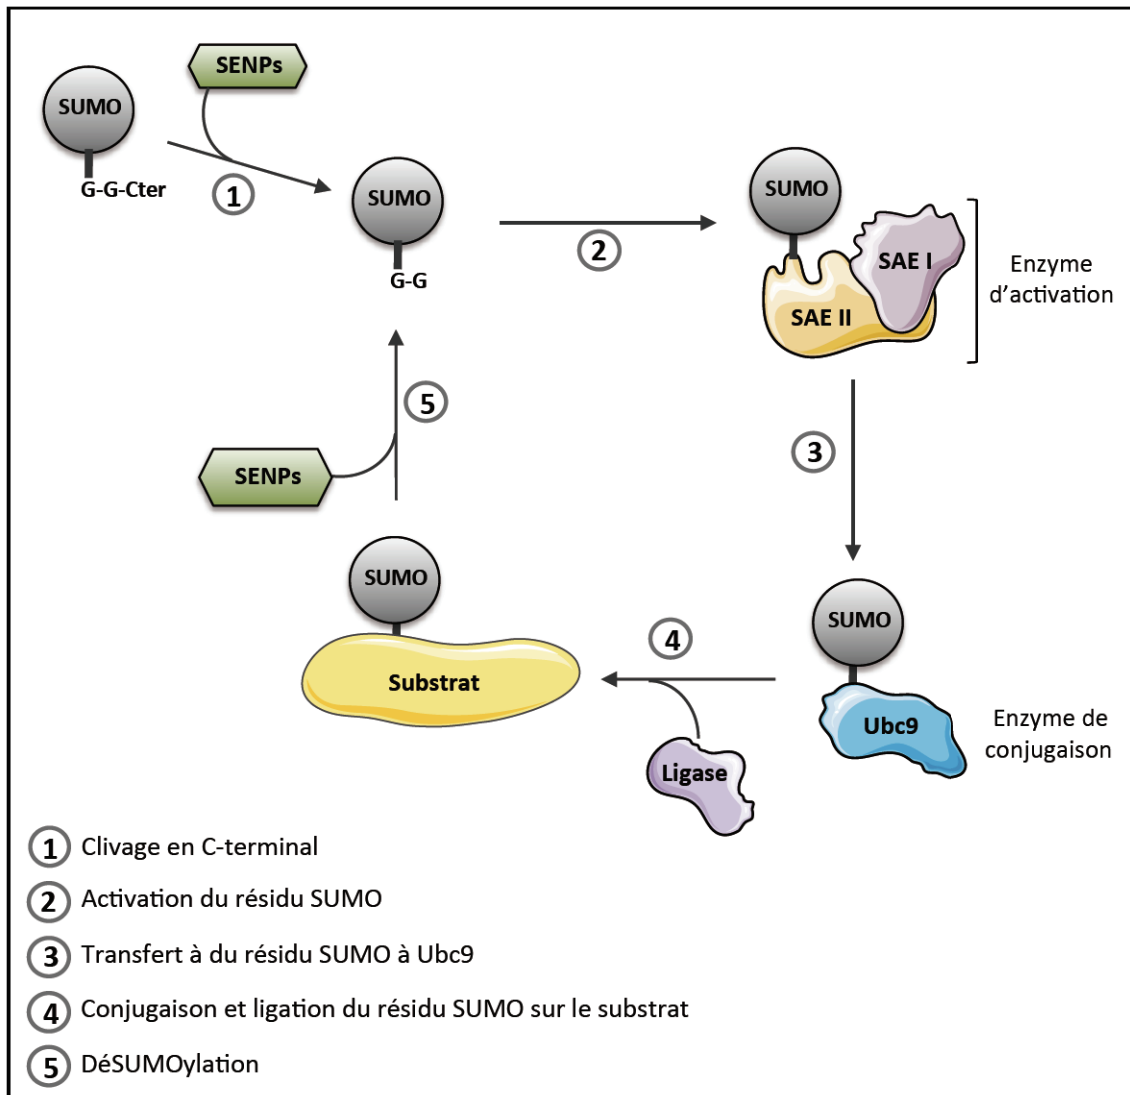 SENPs
SUMO
G-G-Cter
1
SUMO
G-G
2
SUMO
SAE I
SAE II
Enzyme
d’activation
3
5
SENPs
SUMO
Substrat
4
Ligase
SUMO
Ubc9
Enzyme de
conjugaison
1 Clivage en C-terminal
2 Activation du résidu SUMO
3 Transfert à du résidu SUMO à Ubc9
4 Conjugaison et ligation du résidu SUMO sur le substrat
5 DéSUMOylation